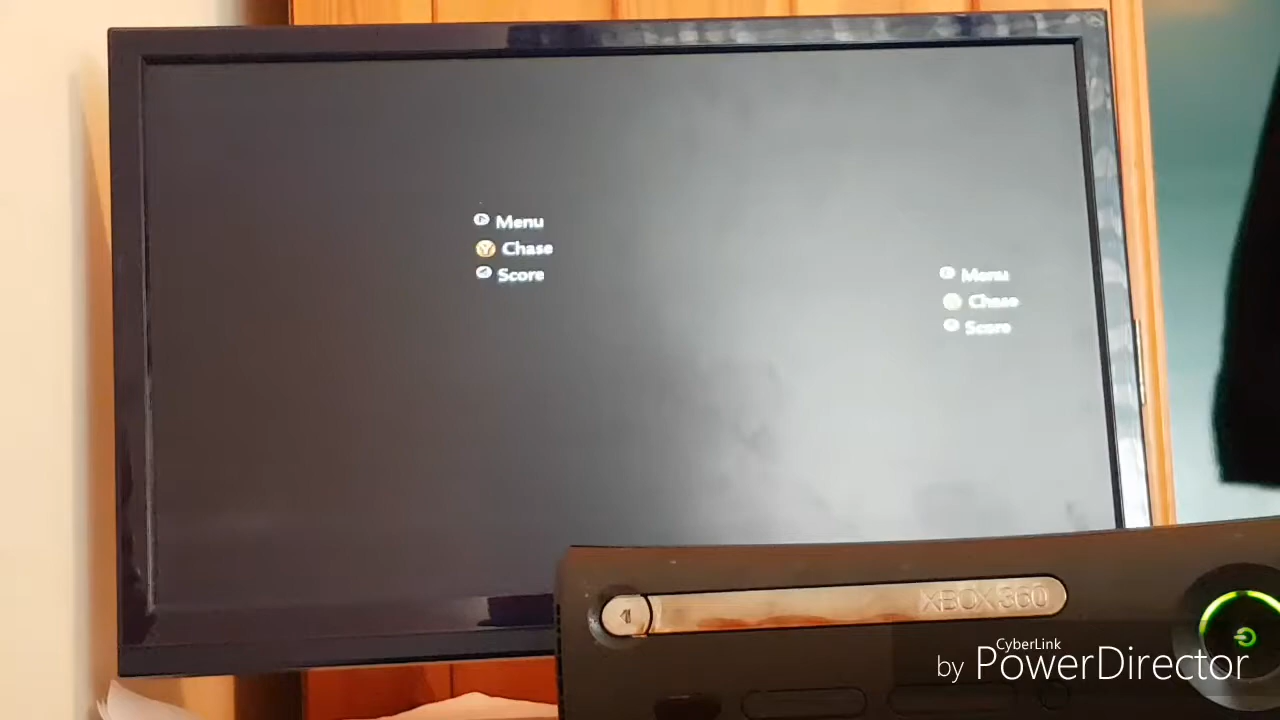 Menu
Y Chase
Score
Menu
Chase
Score
XBOX 360
CyberLink
by PowerDirector